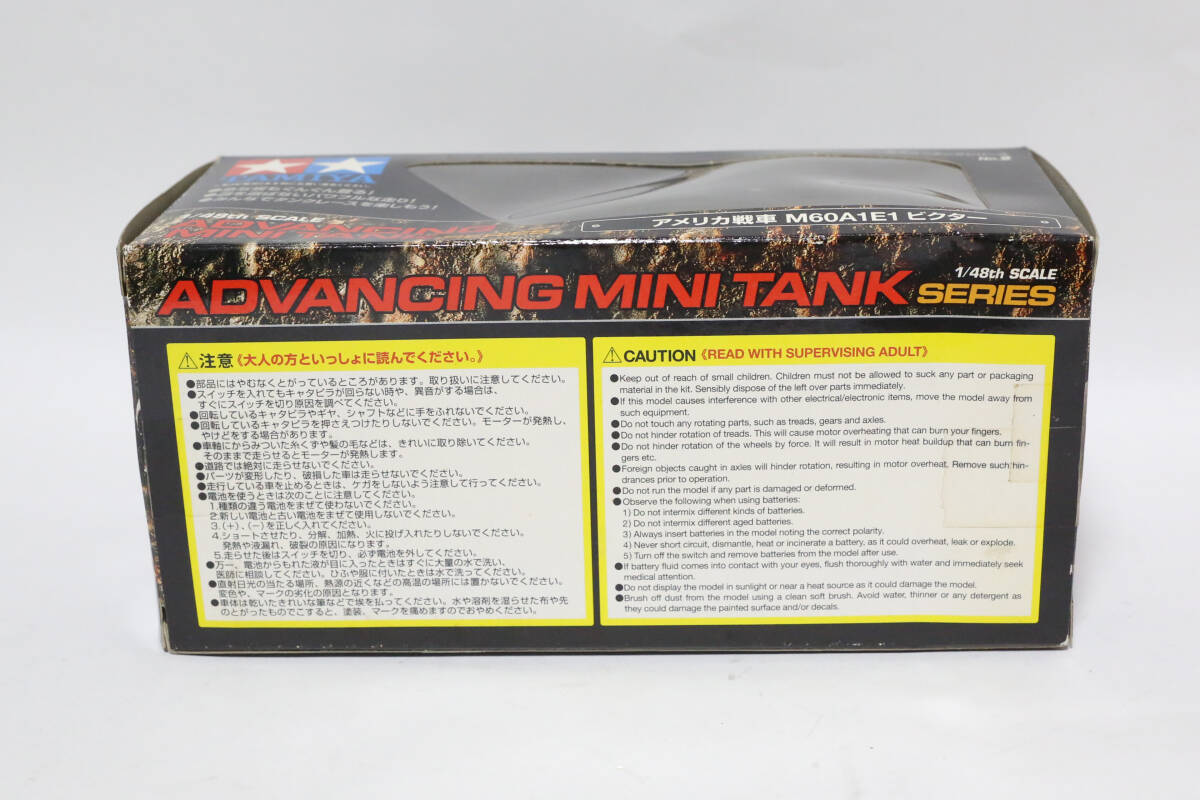 TAMIYA
No.2
1/48th SCALE
ADVANCING
アメリカ戦車 M60A1E1 ビクター
ADVANCING MINI TANK
1/48th SCALE
SERIES
注意《大人の方といっしょに読んでください。》
●部品にはやむなくとがっているところがあります。取り扱いに注意してください。
●スイッチを入れてもキャタピラが回らない時や、異音がする場合は、
すぐにスイッチを切り原因を調べてください。
●回転しているキャタピラやギヤ、シャフトなどに手をふれないでください。
●回転しているキャタピラを押さえつけたりしないでください。モーターが発熱し、
やけどをする場合があります。
●車軸にからみついた糸くずや髪の毛などは、きれいに取り除いてください。
そのままで走らせるとモーターが発熱します。
●道路では絶対に走らせないでください。
●パーツが変形したり、破損した車は走らせないでください。
●走行している車を止めるときは、ケガをしないよう注意して行ってください。
●電池を使うときは次のことに注意してください。
1.種類の違う電池をまぜて使わないでください。
2.新しい電池と古い電池をまぜて使用しないでください。
3.(+)、(−)を正しく入れてください。
4.ショートさせたり、分解、加熱、火に投げ入れたりしないでください。
発熱や液漏れ、破裂の原因になります。
5.走らせた後はスイッチを切り、必ず電池を外してください。
●万一、電池からもれた液が目に入ったときはすぐに大量の水で洗い、
医師に相談してください。ひふや服に付いたときは水で洗ってください。
●直射日光の当たる場所、熱源の近くなどの高温の場所には置かないでください。
変色や、マークの劣化の原因となります。
●車体は乾いたきれいな筆などで埃を払ってください。水や溶剤を湿らせた布や先
のとがったものでこすると、塗装、マークを痛めますのでおやめください。
CAUTION《READ WITH SUPERVISING ADULT》
●Keep out of reach of small children. Children must not be allowed to suck any part or packaging
material in the kit. Sensibly dispose of the left over parts immediately.
●If this model causes interference with other electrical/electronic items, move the model away from
such equipment.
●Do not touch any rotating parts, such as treads, gears and axles.
●Do not hinder rotation of treads. This will cause motor overheating that can burn your fingers.
●Do not hinder rotation of the wheels by force. It will result in motor heat buildup that can burn fin-
gers etc.
●Foreign objects caught in axles will hinder rotation, resulting in motor overheat. Remove such hin-
drances prior to operation.
●Do not run the model if any part is damaged or deformed.
●Observe the following when using batteries:
1) Do not intermix different kinds of batteries.
2) Do not intermix different aged batteries.
3) Always insert batteries in the model noting the correct polarity.
4) Never short circuit, dismantle, heat or incinerate a battery, as it could overheat, leak or explode.
5) Turn off the switch and remove batteries from the model after use.
●If battery fluid comes into contact with your eyes, flush thoroughly with water and immediately seek
medical attention.
●Do not display the model in sunlight or near a heat source as it could damage the model.
●Brush off dust from the model using a clean soft brush. Avoid water, thinner or any detergent as
they could damage the painted surface and/or decals.